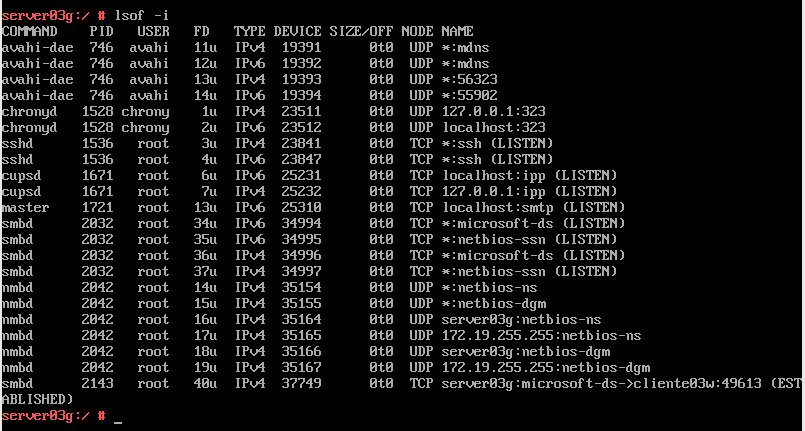 server03g:/ # lsof -i
COMMAND    PID   USER   FD   TYPE DEVICE SIZE/OFF NODE NAME
avahi-dae  746  avahi   11u  IPv4  19391      0t0  UDP *:mdns
avahi-dae  746  avahi   12u  IPv6  19392      0t0  UDP *:mdns
avahi-dae  746  avahi   13u  IPv4  19393      0t0  UDP *:56323
avahi-dae  746  avahi   14u  IPv6  19394      0t0  UDP *:55902
chronyd   1528 chrony    1u  IPv4  23511      0t0  UDP 127.0.0.1:323
chronyd   1528 chrony    2u  IPv6  23512      0t0  UDP localhost:323
sshd      1536   root    3u  IPv4  23841      0t0  TCP *:ssh (LISTEN)
sshd      1536   root    4u  IPv6  23847      0t0  TCP *:ssh (LISTEN)
cupsd     1671   root    6u  IPv6  25231      0t0  TCP localhost:ipp (LISTEN)
cupsd     1671   root    7u  IPv4  25232      0t0  TCP 127.0.0.1:ipp (LISTEN)
master    1721   root   13u  IPv6  25310      0t0  TCP localhost:smtp (LISTEN)
smbd      2032   root   34u  IPv6  34994      0t0  TCP *:microsoft-ds (LISTEN)
smbd      2032   root   35u  IPv6  34995      0t0  TCP *:netbios-ssn (LISTEN)
smbd      2032   root   36u  IPv4  34996      0t0  TCP *:microsoft-ds (LISTEN)
smbd      2032   root   37u  IPv4  34997      0t0  TCP *:netbios-ssn (LISTEN)
nmbd      2042   root   14u  IPv4  35154      0t0  UDP *:netbios-ns
nmbd      2042   root   15u  IPv4  35155      0t0  UDP *:netbios-dgm
nmbd      2042   root   16u  IPv4  35164      0t0  UDP server03g:netbios-ns
nmbd      2042   root   17u  IPv4  35165      0t0  UDP 172.19.255.255:netbios-ns
nmbd      2042   root   18u  IPv4  35166      0t0  UDP server03g:netbios-dgm
nmbd      2042   root   19u  IPv4  35167      0t0  UDP 172.19.255.255:netbios-dgm
smbd      2143   root   40u  IPv4  37749      0t0  TCP server03g:microsoft-ds->cliente03w:49613 (EST
ABLISHED)
server03g:/ # _